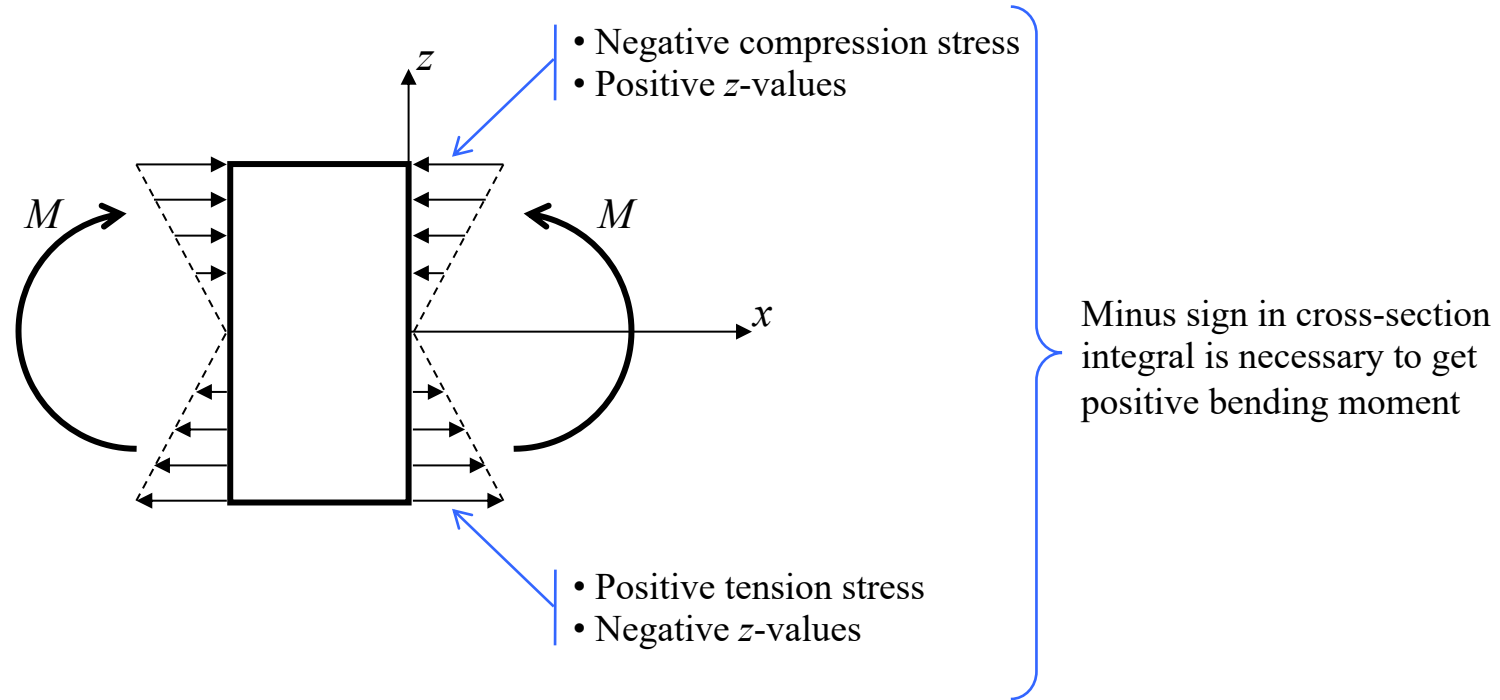 z
• Negative compression stress
• Positive z-values
M
M
x
Minus sign in cross-section
integral is necessary to get
positive bending moment
• Positive tension stress
• Negative z-values